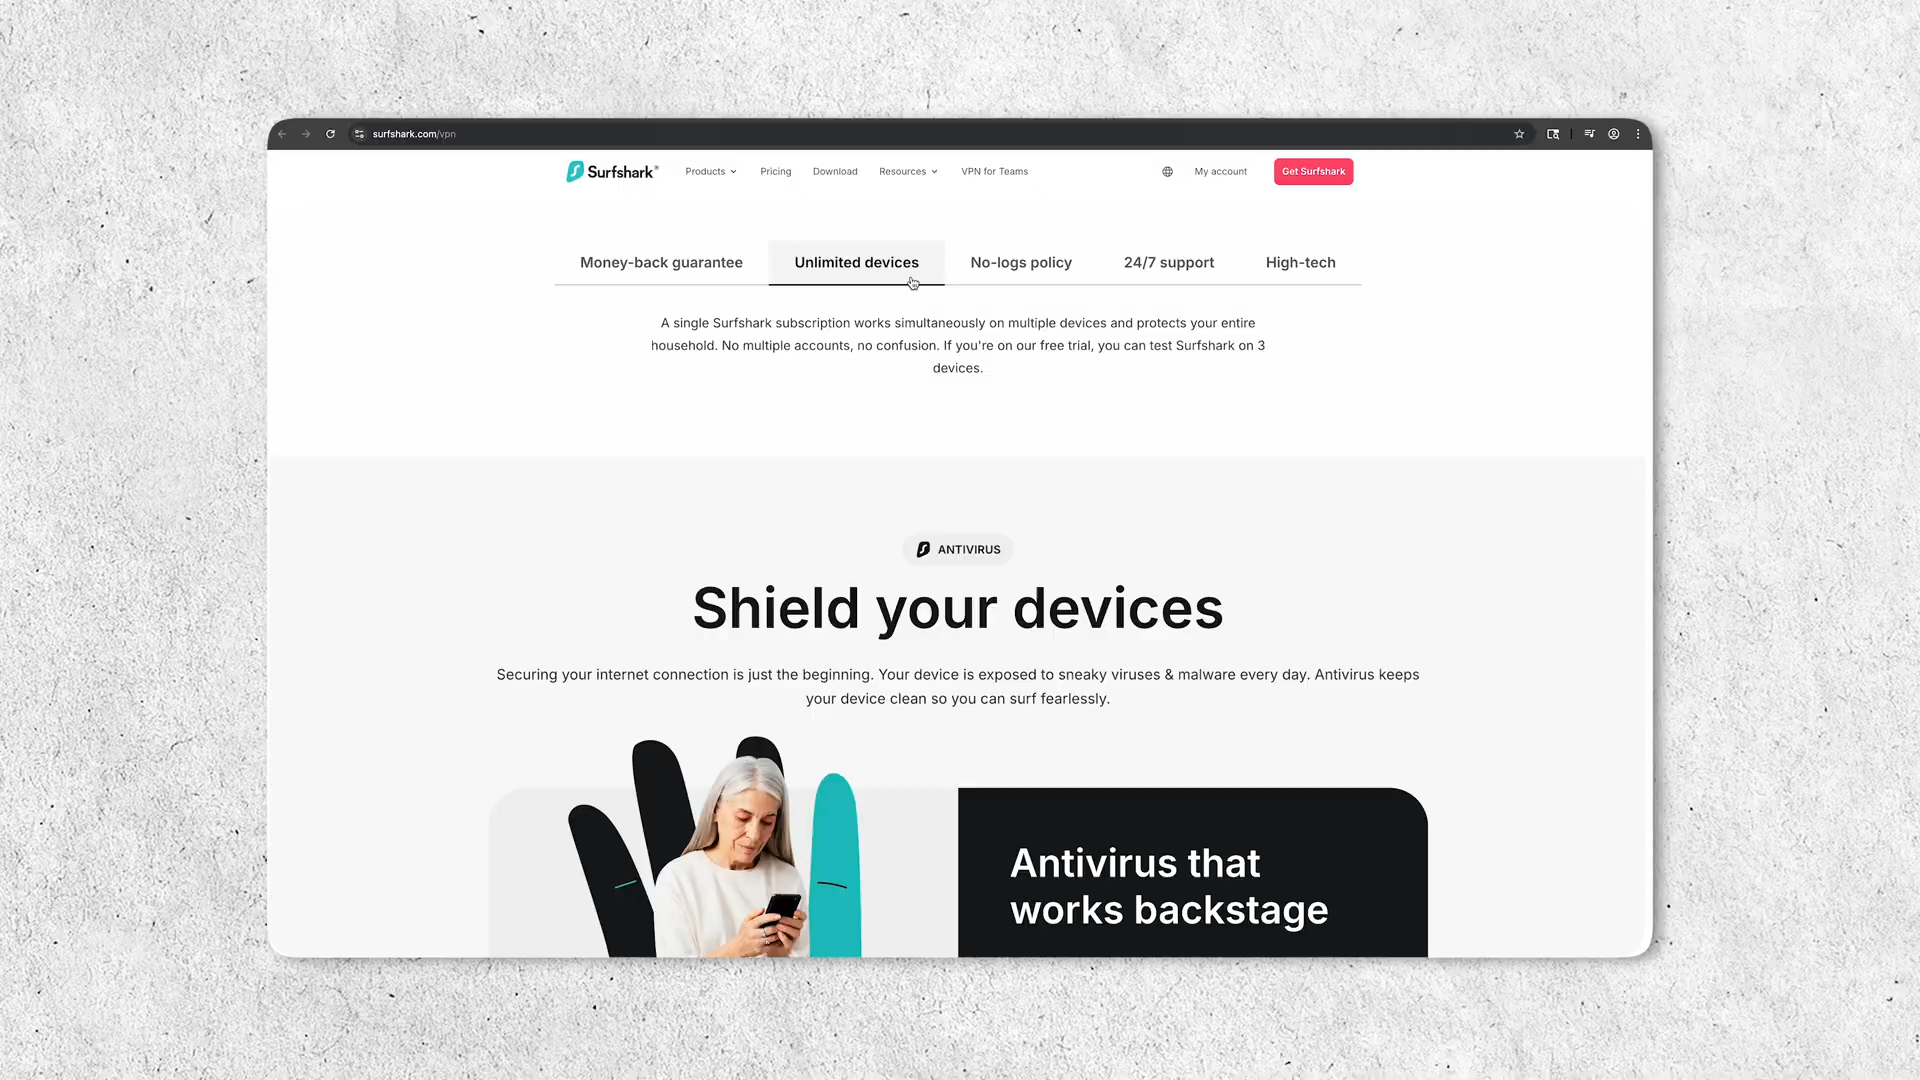 surfshark.com/vpn
Surfshark®
Products
Pricing
Download
Resources
VPN for Teams
My account
Get Surfshark
Money-back guarantee
Unlimited devices
No-logs policy
24/7 support
High-tech
A single Surfshark subscription works simultaneously on multiple devices and protects your entire
household. No multiple accounts, no confusion. If you're on our free trial, you can test Surfshark on 3
devices.
ANTIVIRUS
Shield your devices
Securing your internet connection is just the beginning. Your device is exposed to sneaky viruses & malware every day. Antivirus keeps
your device clean so you can surf fearlessly.
Antivirus that
works backstage